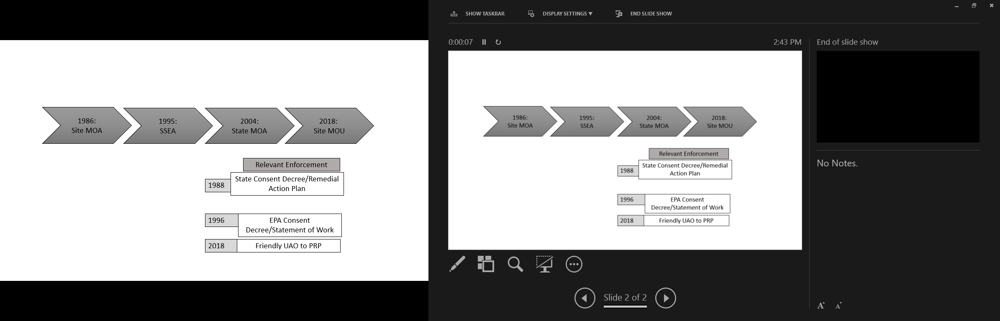 1986:
Site MOA
1995:
SSEA
2004:
State MOA
2018:
Site MOU
Relevant Enforcement
1988
State Consent Decree/Remedial
Action Plan
1996
EPA Consent
Decree/Statement of Work
2018
Friendly UAO to PRP
SHOW TASKBAR
DISPLAY SETTINGS ▼
END SLIDE SHOW
0:00:07
2:43 PM
1986:
Site MOA
1995:
SSEA
2004:
State MOA
2018:
Site MOU
Relevant Enforcement
1988
State Consent Decree/Remedial
Action Plan
1996
EPA Consent
Decree/Statement of Work
2018
Friendly UAO to PRP
Slide 2 of 2
End of slide show
No Notes.
A A